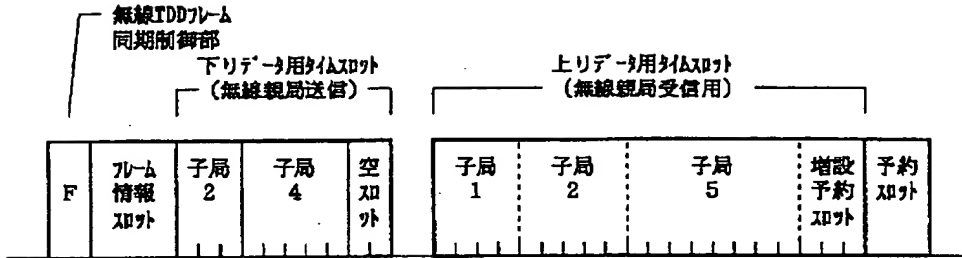 無線TDDﾌﾚｰﾑ
同期制御部
下りﾃﾞｰﾀ用ﾀｲﾑｽﾛｯﾄ
(無線親局送信)
上りﾃﾞｰﾀ用ﾀｲﾑｽﾛｯﾄ
(無線親局受信用)
F
ﾌﾚｰﾑ
情報
ｽﾛｯﾄ
子局
2
子局
4
空
ｽﾛ
ｯﾄ
子局
1
子局
2
子局
5
増設
予約
ｽﾛｯﾄ
予約
ｽﾛｯﾄ